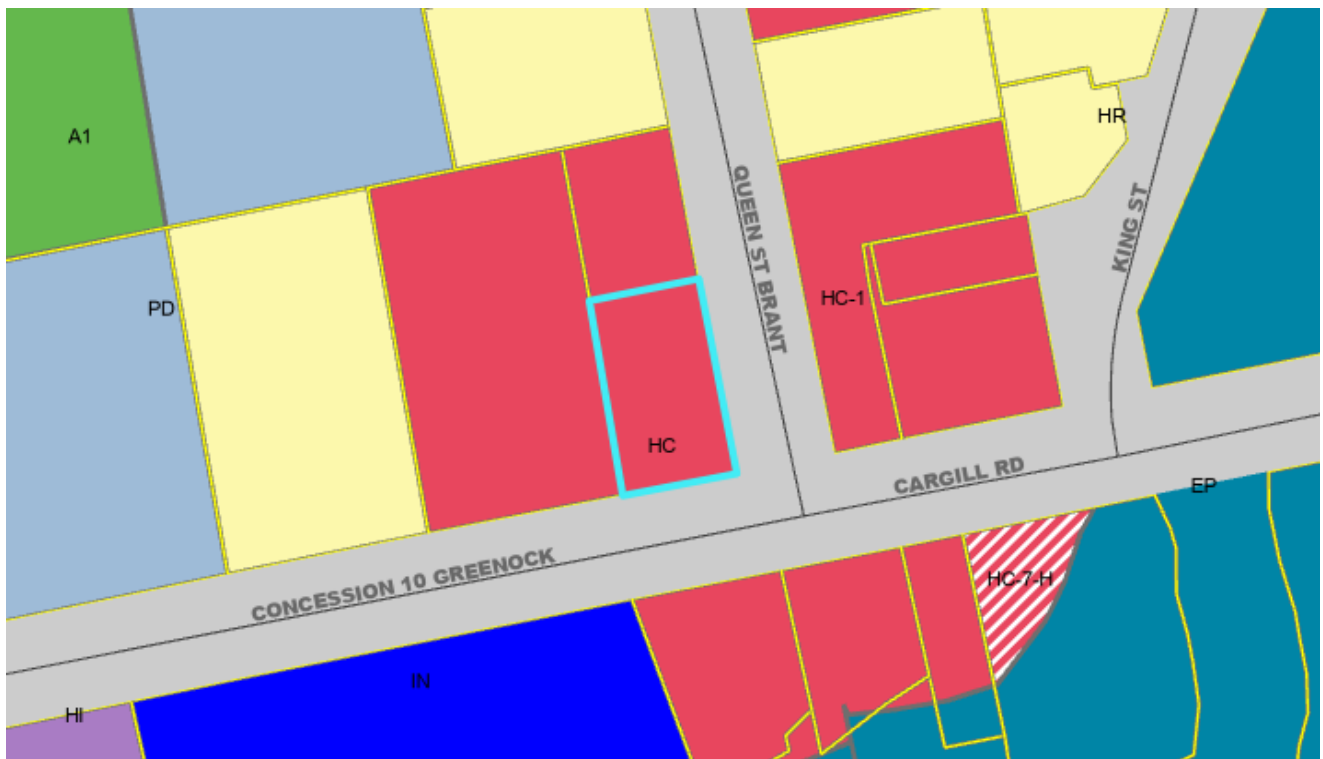 A1
HR
QUEEN ST BRANT
KING ST
PD
HC-1
HC
CARGILL RD
EP
CONCESSION 10 GREENOCK
HC-7-H
IN
HI